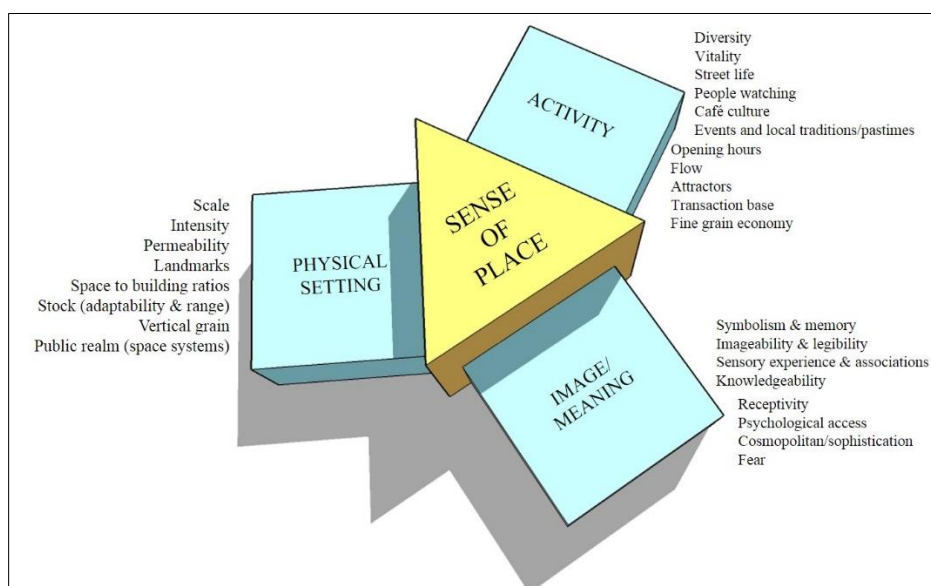 Diversity
Vitality
Street life
People watching
Café culture
Events and local traditions/pastimes
Opening hours
Flow
Attractors
Transaction base
Fine grain economy
ACTIVITY
SENSE
OF
PLACE
Scale
Intensity
Permeability
Landmarks
Space to building ratios
Stock (adaptability & range)
Vertical grain
Public realm (space systems)
PHYSICAL
SETTING
IMAGE/
MEANING
Symbolism & memory
Imageability & legibility
Sensory experience & associations
Knowledgeability
Receptivity
Psychological access
Cosmopolitan/sophistication
Fear